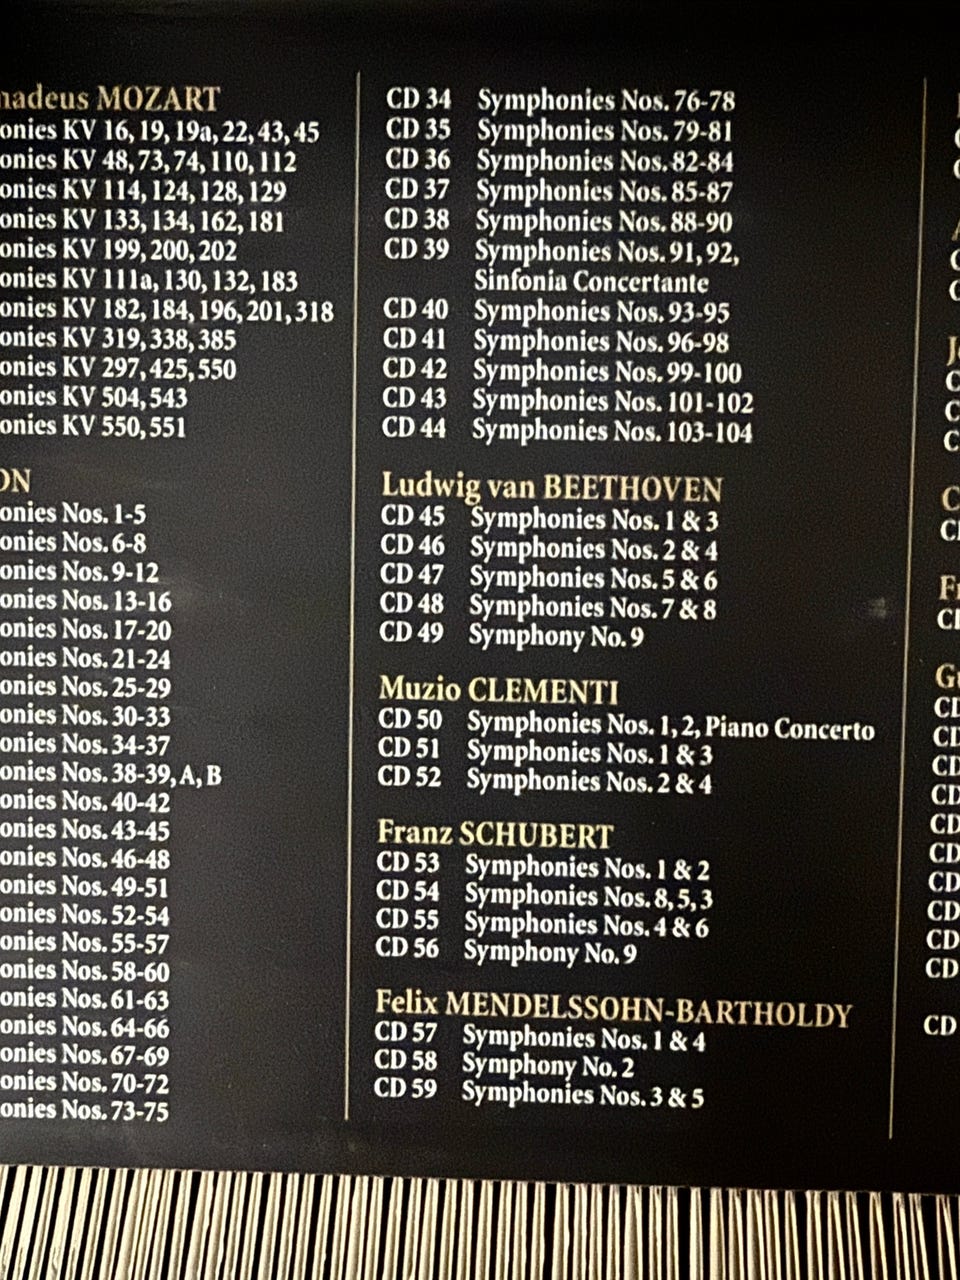 madeus MOZART
onies KV 16, 19, 19a, 22, 43, 45
onies KV 48, 73, 74, 110, 112
onies KV 114, 124, 128, 129
onies KV 133, 134, 162, 181
onies KV 199, 200, 202
onies KV 111a, 130, 132, 183
onies KV 182, 184, 196, 201, 318
onies KV 319, 338, 385
onies KV 297, 425, 550
onies KV 504, 543
onies KV 550, 551
ON
onies Nos. 1-5
onies Nos. 6-8
onies Nos. 9-12
onies Nos. 13-16
onies Nos. 17-20
onies Nos. 21-24
onies Nos. 25-29
onies Nos. 30-33
onies Nos. 34-37
onies Nos. 38-39, A, B
onies Nos. 40-42
onies Nos. 43-45
onies Nos. 46-48
onies Nos. 49-51
onies Nos. 52-54
onies Nos. 55-57
onies Nos. 58-60
onies Nos. 61-63
onies Nos. 64-66
onies Nos. 67-69
onies Nos. 70-72
onies Nos. 73-75
CD 34 Symphonies Nos. 76-78
CD 35 Symphonies Nos. 79-81
CD 36 Symphonies Nos. 82-84
CD 37 Symphonies Nos. 85-87
CD 38 Symphonies Nos. 88-90
CD 39 Symphonies Nos. 91, 92,
Sinfonia Concertante
CD 40 Symphonies Nos. 93-95
CD 41 Symphonies Nos. 96-98
CD 42 Symphonies Nos. 99-100
CD 43 Symphonies Nos. 101-102
CD 44 Symphonies Nos. 103-104
Ludwig van BEETHOVEN
CD 45 Symphonies Nos. 1 & 3
CD 46 Symphonies Nos. 2 & 4
CD 47 Symphonies Nos. 5 & 6
CD 48 Symphonies Nos. 7 & 8
CD 49 Symphony No. 9
Muzio CLEMENTI
CD 50 Symphonies Nos. 1, 2, Piano Concerto
CD 51 Symphonies Nos. 1 & 3
CD 52 Symphonies Nos. 2 & 4
Franz SCHUBERT
CD 53 Symphonies Nos. 1 & 2
CD 54 Symphonies Nos. 8, 5, 3
CD 55 Symphonies Nos. 4 & 6
CD 56 Symphony No. 9
Felix MENDELSSOHN-BARTHOLDY
CD 57 Symphonies Nos. 1 & 4
CD 58 Symphony No. 2
CD 59 Symphonies Nos. 3 & 5
C
C
C
CD
CD
CD
CD
CD
CD
CD
CD
CD
CD
CD
CD